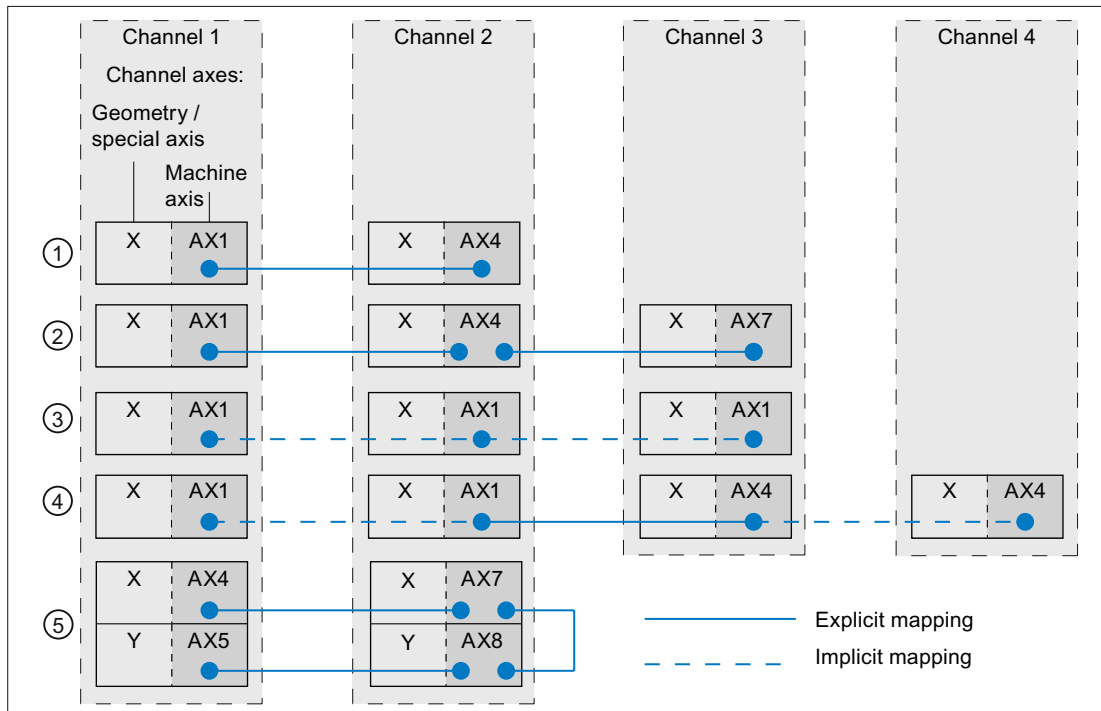 Channel 1 Channel 2 Channel 3 Channel 4
Channel axes:
Geometry /
special axis
Machine
axis
① X AX1 X AX4
② X AX1 X AX4 X AX7
③ X AX1 X AX1 X AX1
④ X AX1 X AX1 X AX4 X AX4
⑤ X AX4 X AX7
Y AX5 Y AX8
Explicit mapping
Implicit mapping